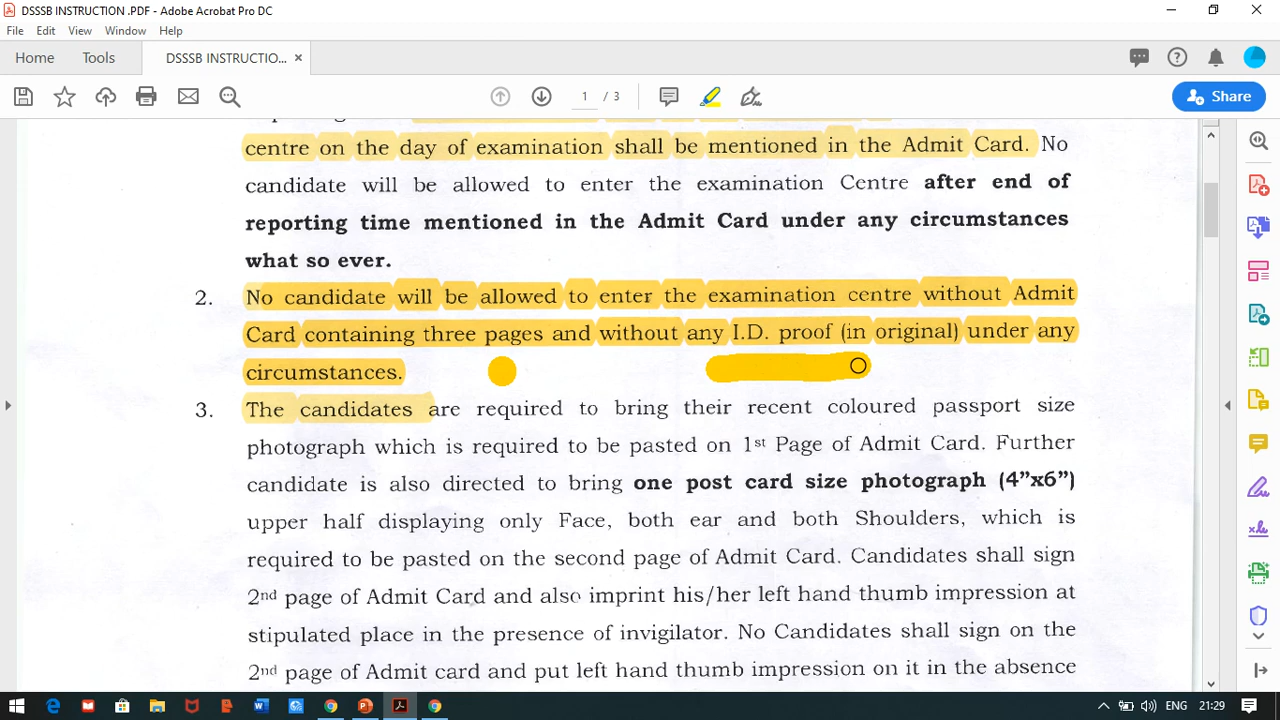 DSSSB INSTRUCTION .PDF - Adobe Acrobat Pro DC
File Edit View Window Help
Home Tools DSSSB INSTRUCTIO... ×
1 / 3
Share
centre on the day of examination shall be mentioned in the Admit Card. No
candidate will be allowed to enter the examination Centre after end of
reporting time mentioned in the Admit Card under any circumstances
what so ever.
2. No candidate will be allowed to enter the examination centre without Admit
Card containing three pages and without any I.D. proof (in original) under any
circumstances.
3. The candidates are required to bring their recent coloured passport size
photograph which is required to be pasted on 1st Page of Admit Card. Further
candidate is also directed to bring one post card size photograph (4”x6”)
upper half displaying only Face, both ear and both Shoulders, which is
required to be pasted on the second page of Admit Card. Candidates shall sign
2nd page of Admit Card and also imprint his/her left hand thumb impression at
stipulated place in the presence of invigilator. No Candidates shall sign on the
2nd page of Admit card and put left hand thumb impression on it in the absence
ENG 21:29